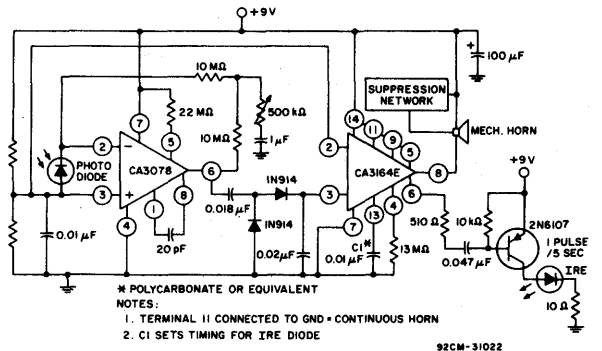 +9V
10 MΩ
+
100 μF
22 MΩ
500 kΩ
SUPPRESSION
NETWORK
MECH. HORN
7
5
10 MΩ
1 μF
14
11
9
5
2
2
PHOTO
DIODE
−
CA3078
+
3
6
1N914
3
CA3164E
8
+9V
1
8
4
0.018 μF
1N914
7
13
4
6
510 Ω
10 kΩ
2N6107
0.01 μF
20 pF
0.02 μF
C1*
0.01 μF
13 MΩ
0.047 μF
1 PULSE
/5 SEC
IRE
10 Ω
* POLYCARBONATE OR EQUIVALENT
NOTES:
1. TERMINAL 11 CONNECTED TO GND = CONTINUOUS HORN
2. C1 SETS TIMING FOR IRE DIODE
92CM-31022